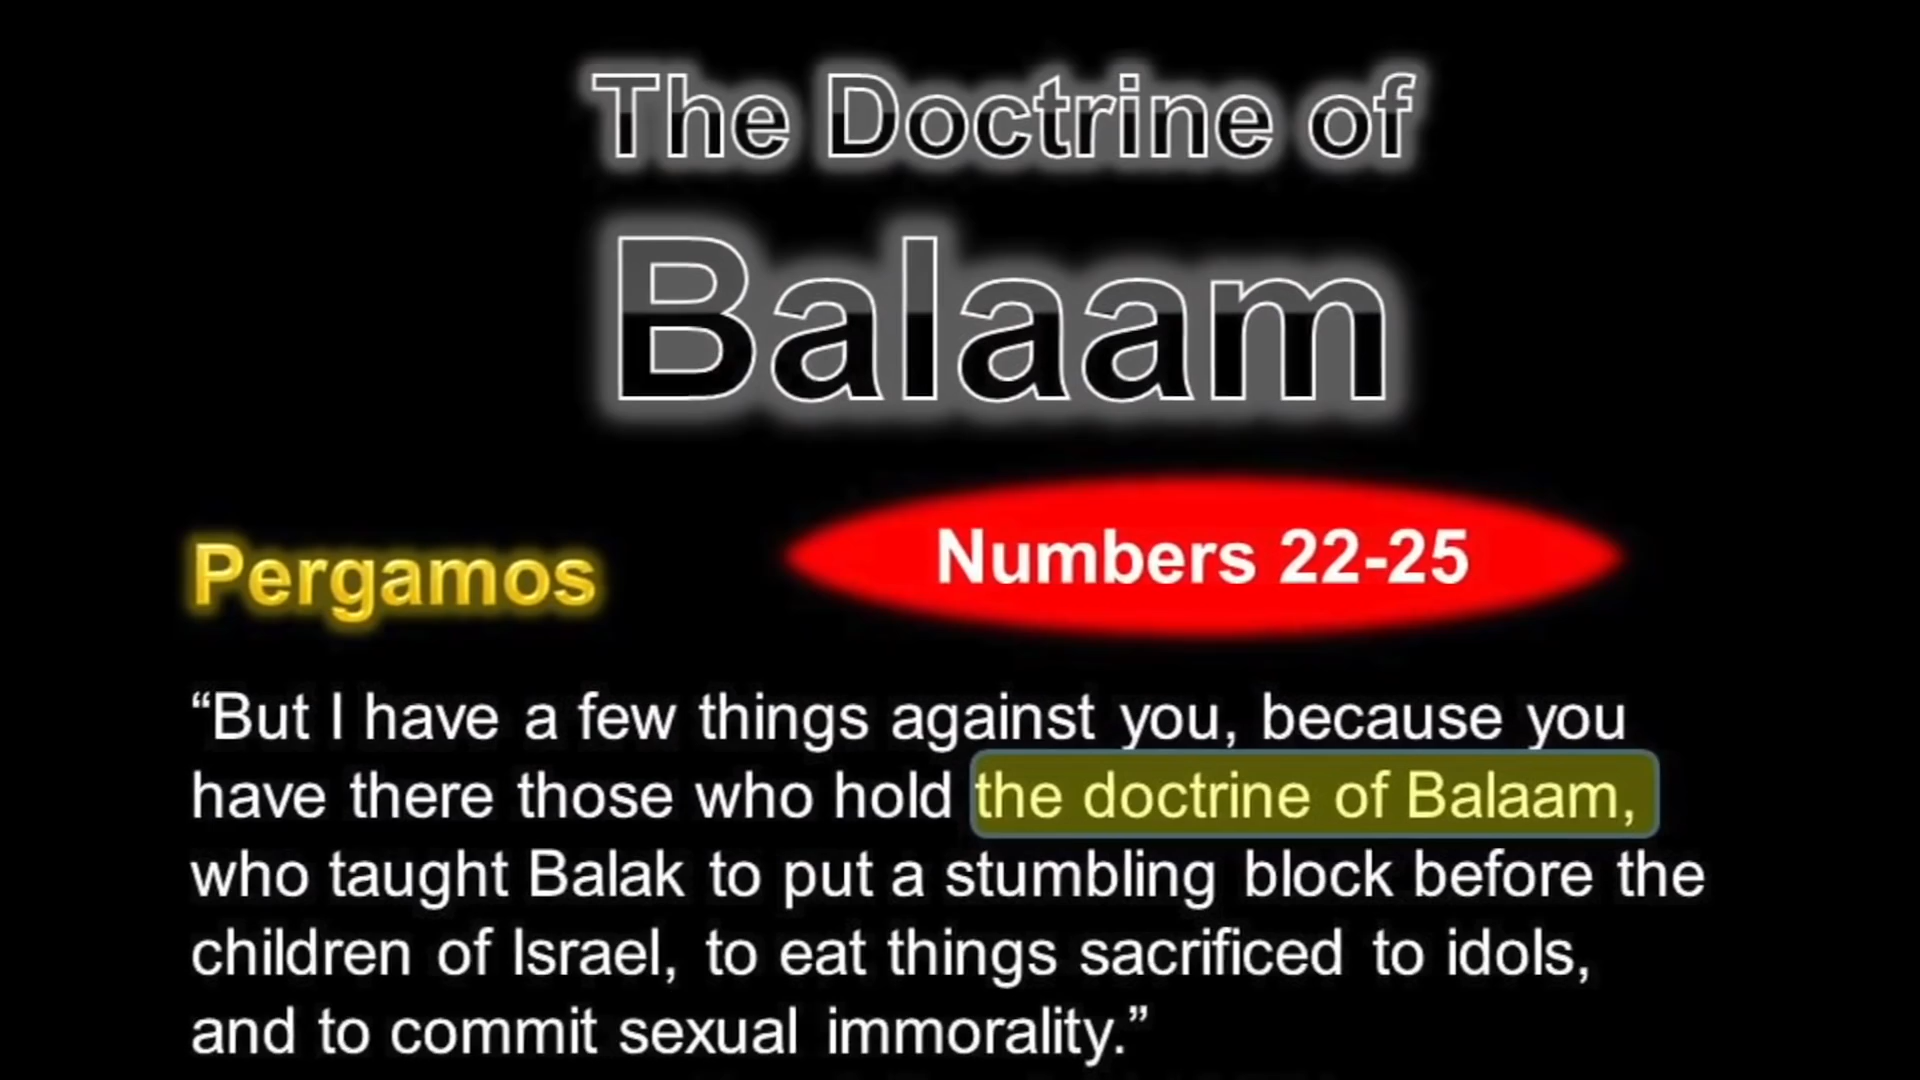 The Doctrine of
Balaam
Pergamos
Numbers 22-25
“But I have a few things against you, because you
have there those who hold the doctrine of Balaam,
who taught Balak to put a stumbling block before the
children of Israel, to eat things sacrificed to idols,
and to commit sexual immorality.”